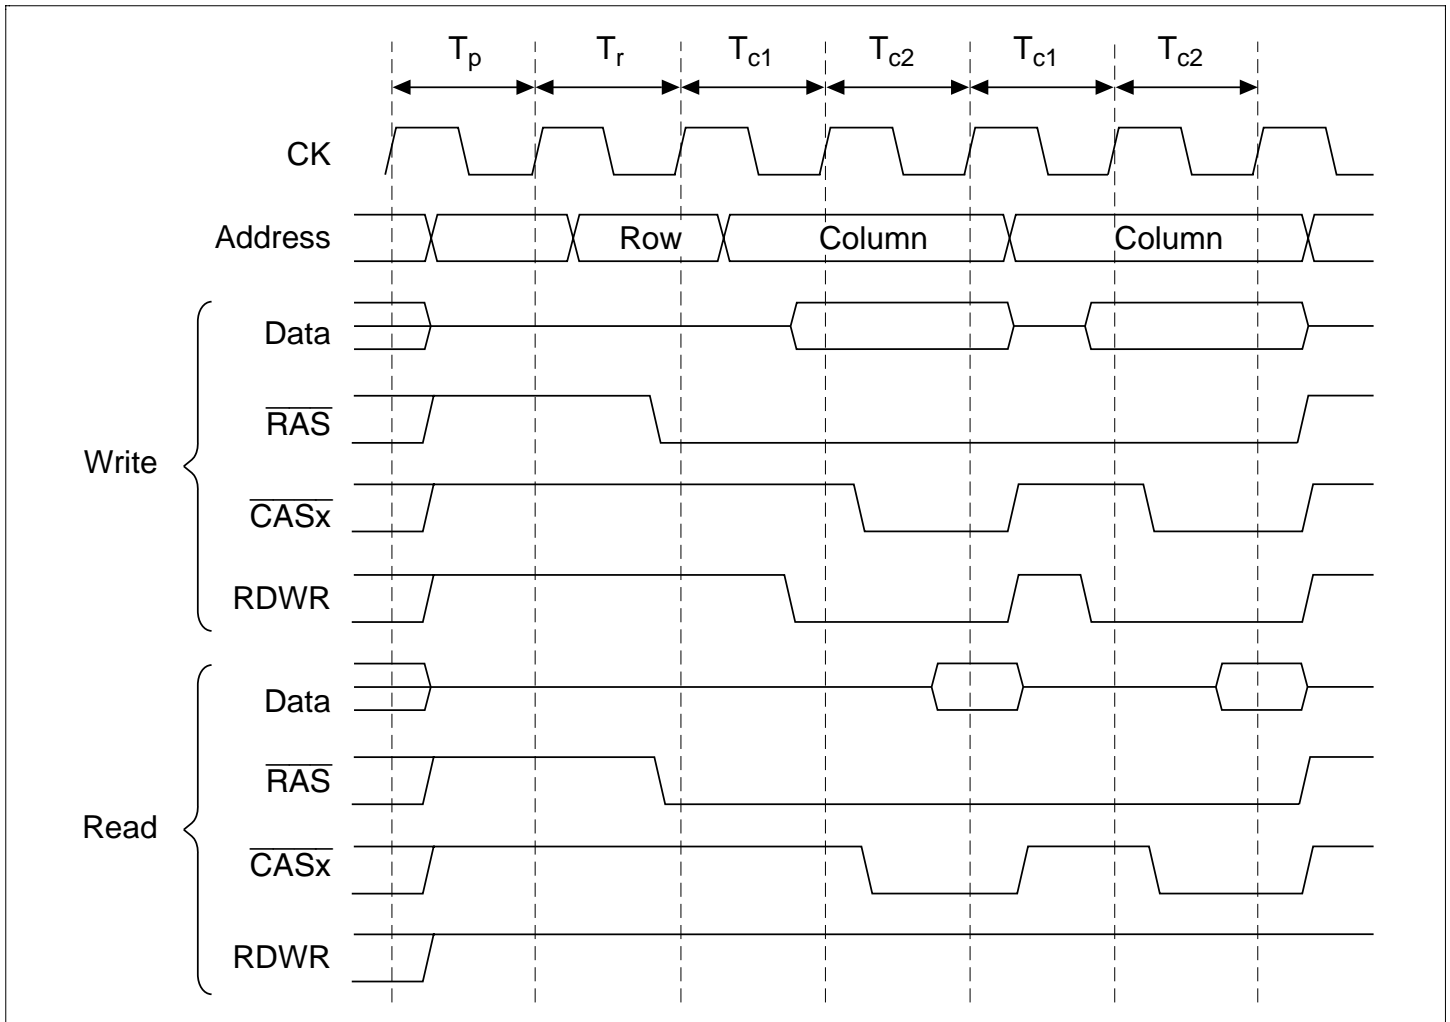 Tp Tr Tc1 Tc2 Tc1 Tc2
CK
Address Row Column Column
Data
RAS
Write
CASx
RDWR
Data
RAS
Read
CASx
RDWR